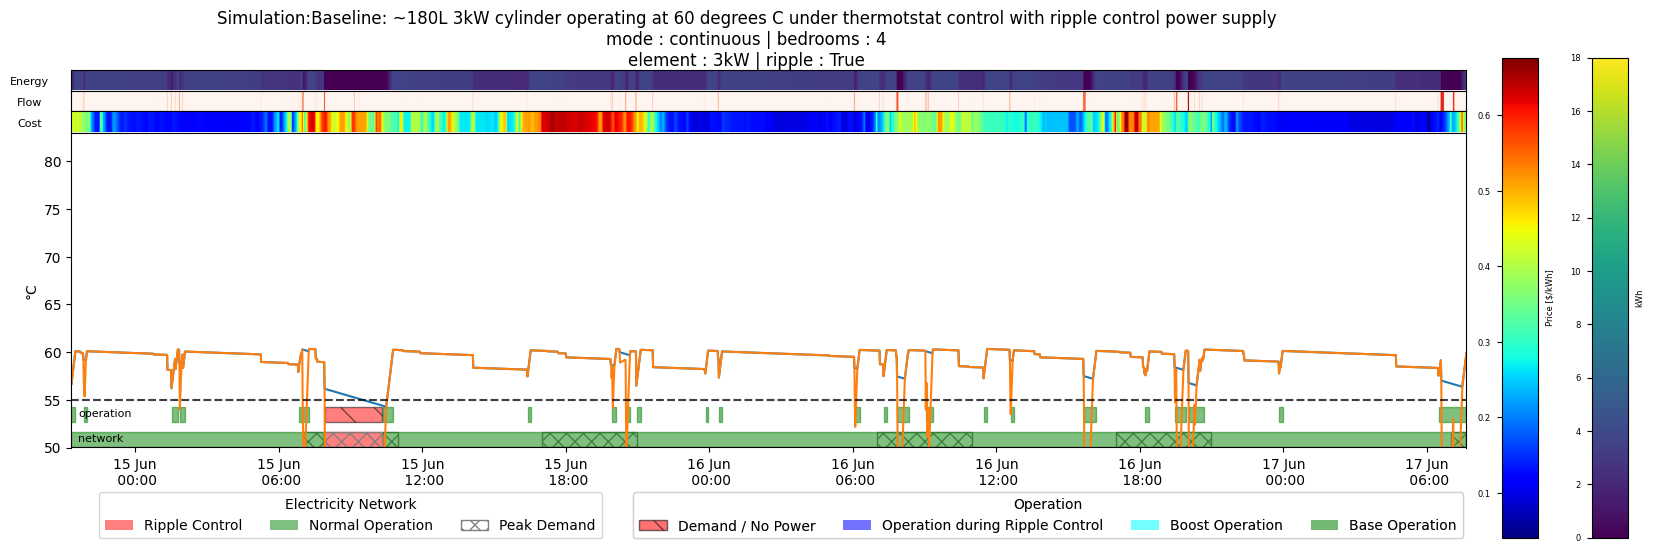 Simulation:Baseline: ~180L 3kW cylinder operating at 60 degrees C under thermotstat control with ripple control power supply
mode : continuous | bedrooms : 4
element : 3kW | ripple : True
Energy
Flow
Cost
80
75
70
65
60
55
50
°C
operation
network
15 Jun
00:00
15 Jun
06:00
15 Jun
12:00
15 Jun
18:00
16 Jun
00:00
16 Jun
06:00
16 Jun
12:00
16 Jun
18:00
17 Jun
00:00
17 Jun
06:00
0.6
0.5
0.4
0.3
0.2
0.1
Price [$/kWh]
18
16
14
12
10
8
6
4
2
0
kWh
Electricity Network
Ripple Control
Normal Operation
Peak Demand
Operation
Demand / No Power
Operation during Ripple Control
Boost Operation
Base Operation